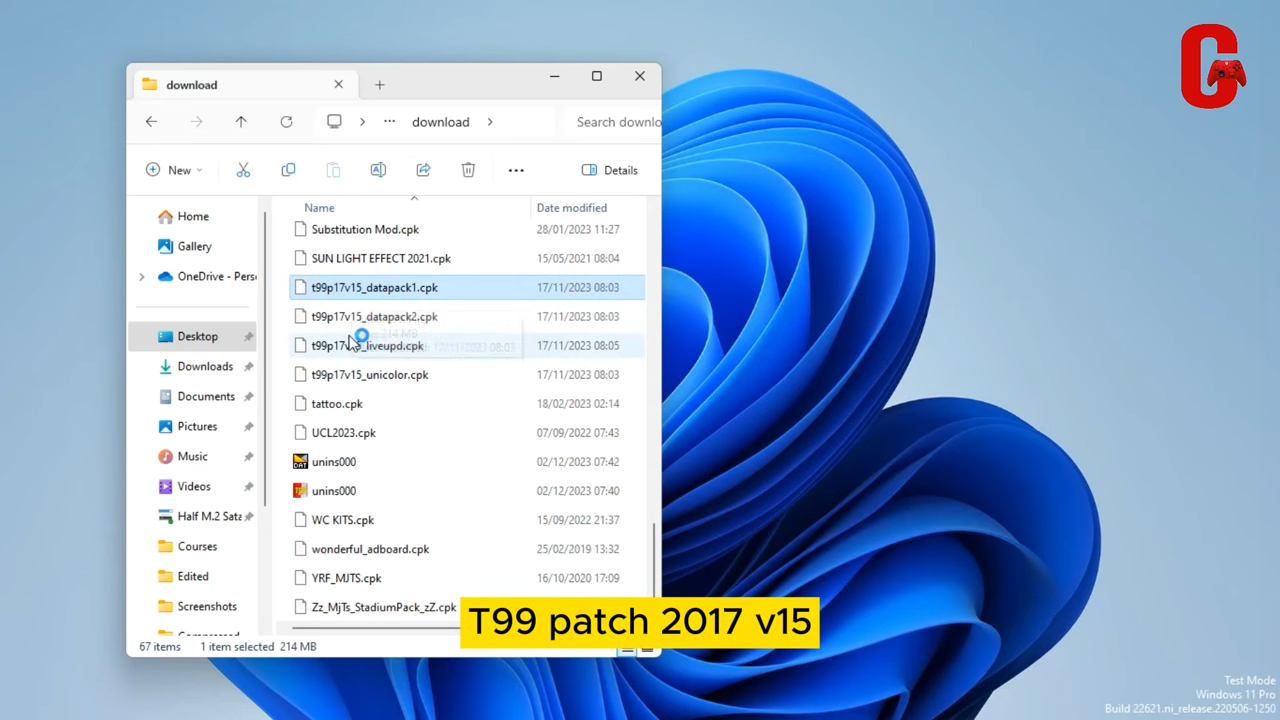 download
download
Search downlo
New
Details
Name
Date modified
Home
Gallery
OneDrive - Pers
Desktop
Downloads
Documents
Pictures
Music
Videos
Half M.2 Sata
Courses
Edited
Screenshots
Substitution Mod.cpk 28/01/2023 11:27
SUN LIGHT EFFECT 2021.cpk 15/05/2021 08:04
t99p17v15_datapack1.cpk 17/11/2023 08:03
t99p17v15_datapack2.cpk 17/11/2023 08:03
t99p17v15_liveupd.cpk 17/11/2023 08:05
t99p17v15_unicolor.cpk 17/11/2023 08:03
tattoo.cpk 18/02/2023 02:14
UCL2023.cpk 07/09/2022 07:43
unins000 02/12/2023 07:42
unins000 02/12/2023 07:40
WC KITS.cpk 15/09/2022 21:37
wonderful_adboard.cpk 25/02/2019 13:32
YRF_MJTS.cpk 16/10/2020 17:09
Zz_MjTs_StadiumPack_zZ.cpk
67 items 1 item selected 214 MB
T99 patch 2017 v15
Test Mode
Windows 11 Pro
Build 22621.ni_release.220506-1250